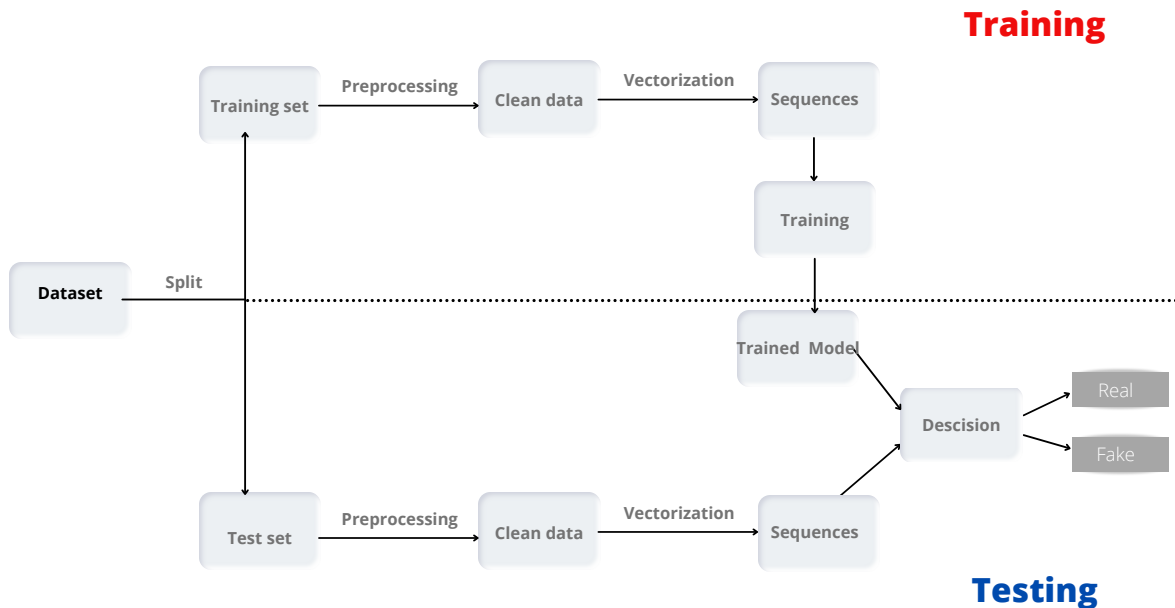 Training
Preprocessing
Vectorization
Training set
Clean data
Sequences
Training
Split
Dataset
Trained Model
Real
Descision
Fake
Preprocessing
Vectorization
Test set
Clean data
Sequences
Testing